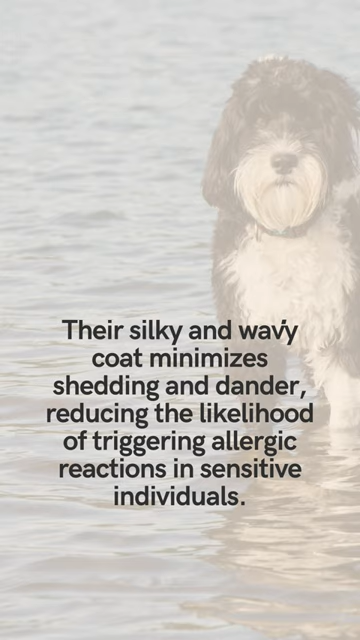 Their silky and wavy
coat minimizes
shedding and dander,
reducing the likelihood
of triggering allergic
reactions in sensitive
individuals.